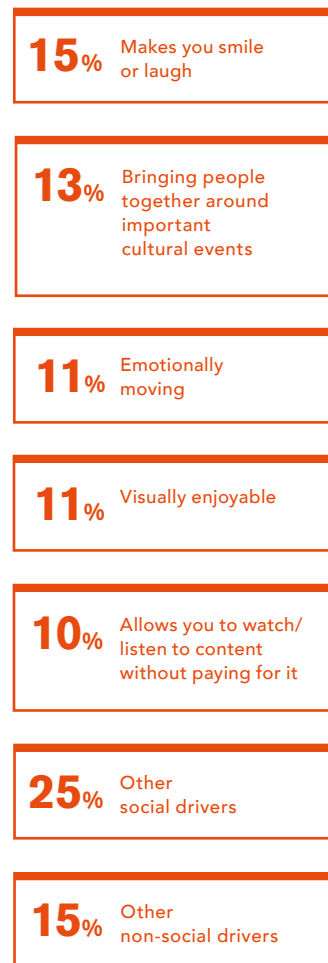 15% Makes you smile
or laugh
13% Bringing people
together around
important
cultural events
11% Emotionally
moving
11% Visually enjoyable
10% Allows you to watch/
listen to content
without paying for it
25% Other
social drivers
15% Other
non-social drivers